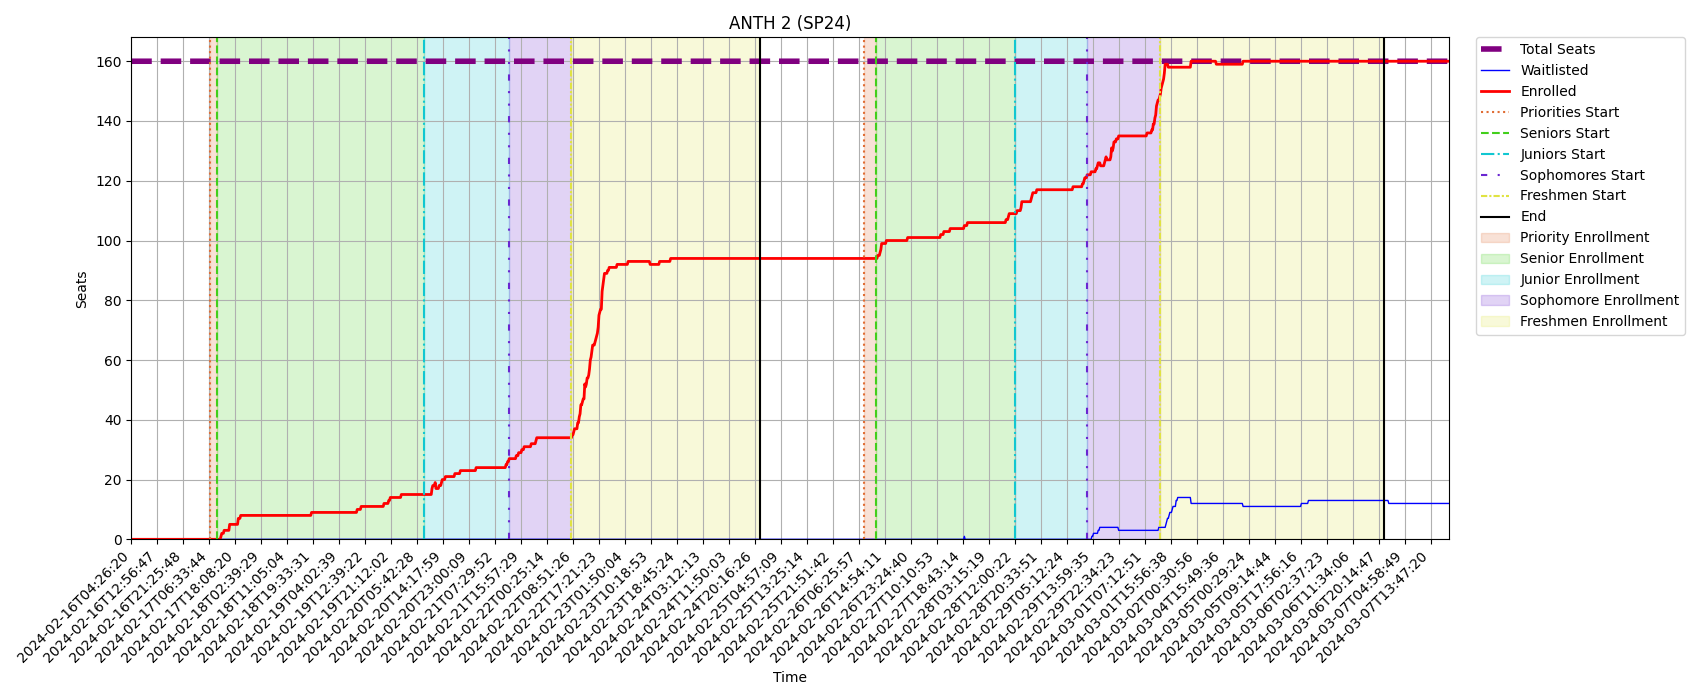 ANTH 2 (SP24)
Seats
160
140
120
100
80
60
40
20
0
2024-02-16T04:26:20
2024-02-16T12:56:47
2024-02-16T21:25:48
2024-02-17T06:33:44
2024-02-17T18:08:20
2024-02-18T02:39:29
2024-02-18T11:05:04
2024-02-18T19:33:31
2024-02-19T04:02:39
2024-02-19T12:39:22
2024-02-19T21:12:02
2024-02-20T05:42:28
2024-02-20T14:17:59
2024-02-20T23:00:09
2024-02-21T07:29:52
2024-02-21T15:57:29
2024-02-22T00:25:14
2024-02-22T08:51:26
2024-02-22T17:21:23
2024-02-23T01:50:04
2024-02-23T10:18:53
2024-02-23T18:45:24
2024-02-24T03:12:13
2024-02-24T11:50:03
2024-02-24T20:16:26
2024-02-25T04:57:09
2024-02-25T13:25:14
2024-02-25T21:51:42
2024-02-26T06:25:57
2024-02-26T14:54:11
2024-02-26T23:24:40
2024-02-27T10:10:53
2024-02-27T18:43:14
2024-02-28T03:15:19
2024-02-28T12:00:22
2024-02-28T20:33:51
2024-02-29T05:12:24
2024-02-29T13:59:35
2024-02-29T22:34:23
2024-03-01T07:12:51
2024-03-01T15:56:38
2024-03-02T00:30:56
2024-03-04T15:49:36
2024-03-05T00:29:24
2024-03-05T09:14:44
2024-03-05T17:56:16
2024-03-06T02:37:23
2024-03-06T11:34:06
2024-03-06T20:14:47
2024-03-07T04:58:49
2024-03-07T13:47:20
Time
Total Seats
Waitlisted
Enrolled
Priorities Start
Seniors Start
Juniors Start
Sophomores Start
Freshmen Start
End
Priority Enrollment
Senior Enrollment
Junior Enrollment
Sophomore Enrollment
Freshmen Enrollment